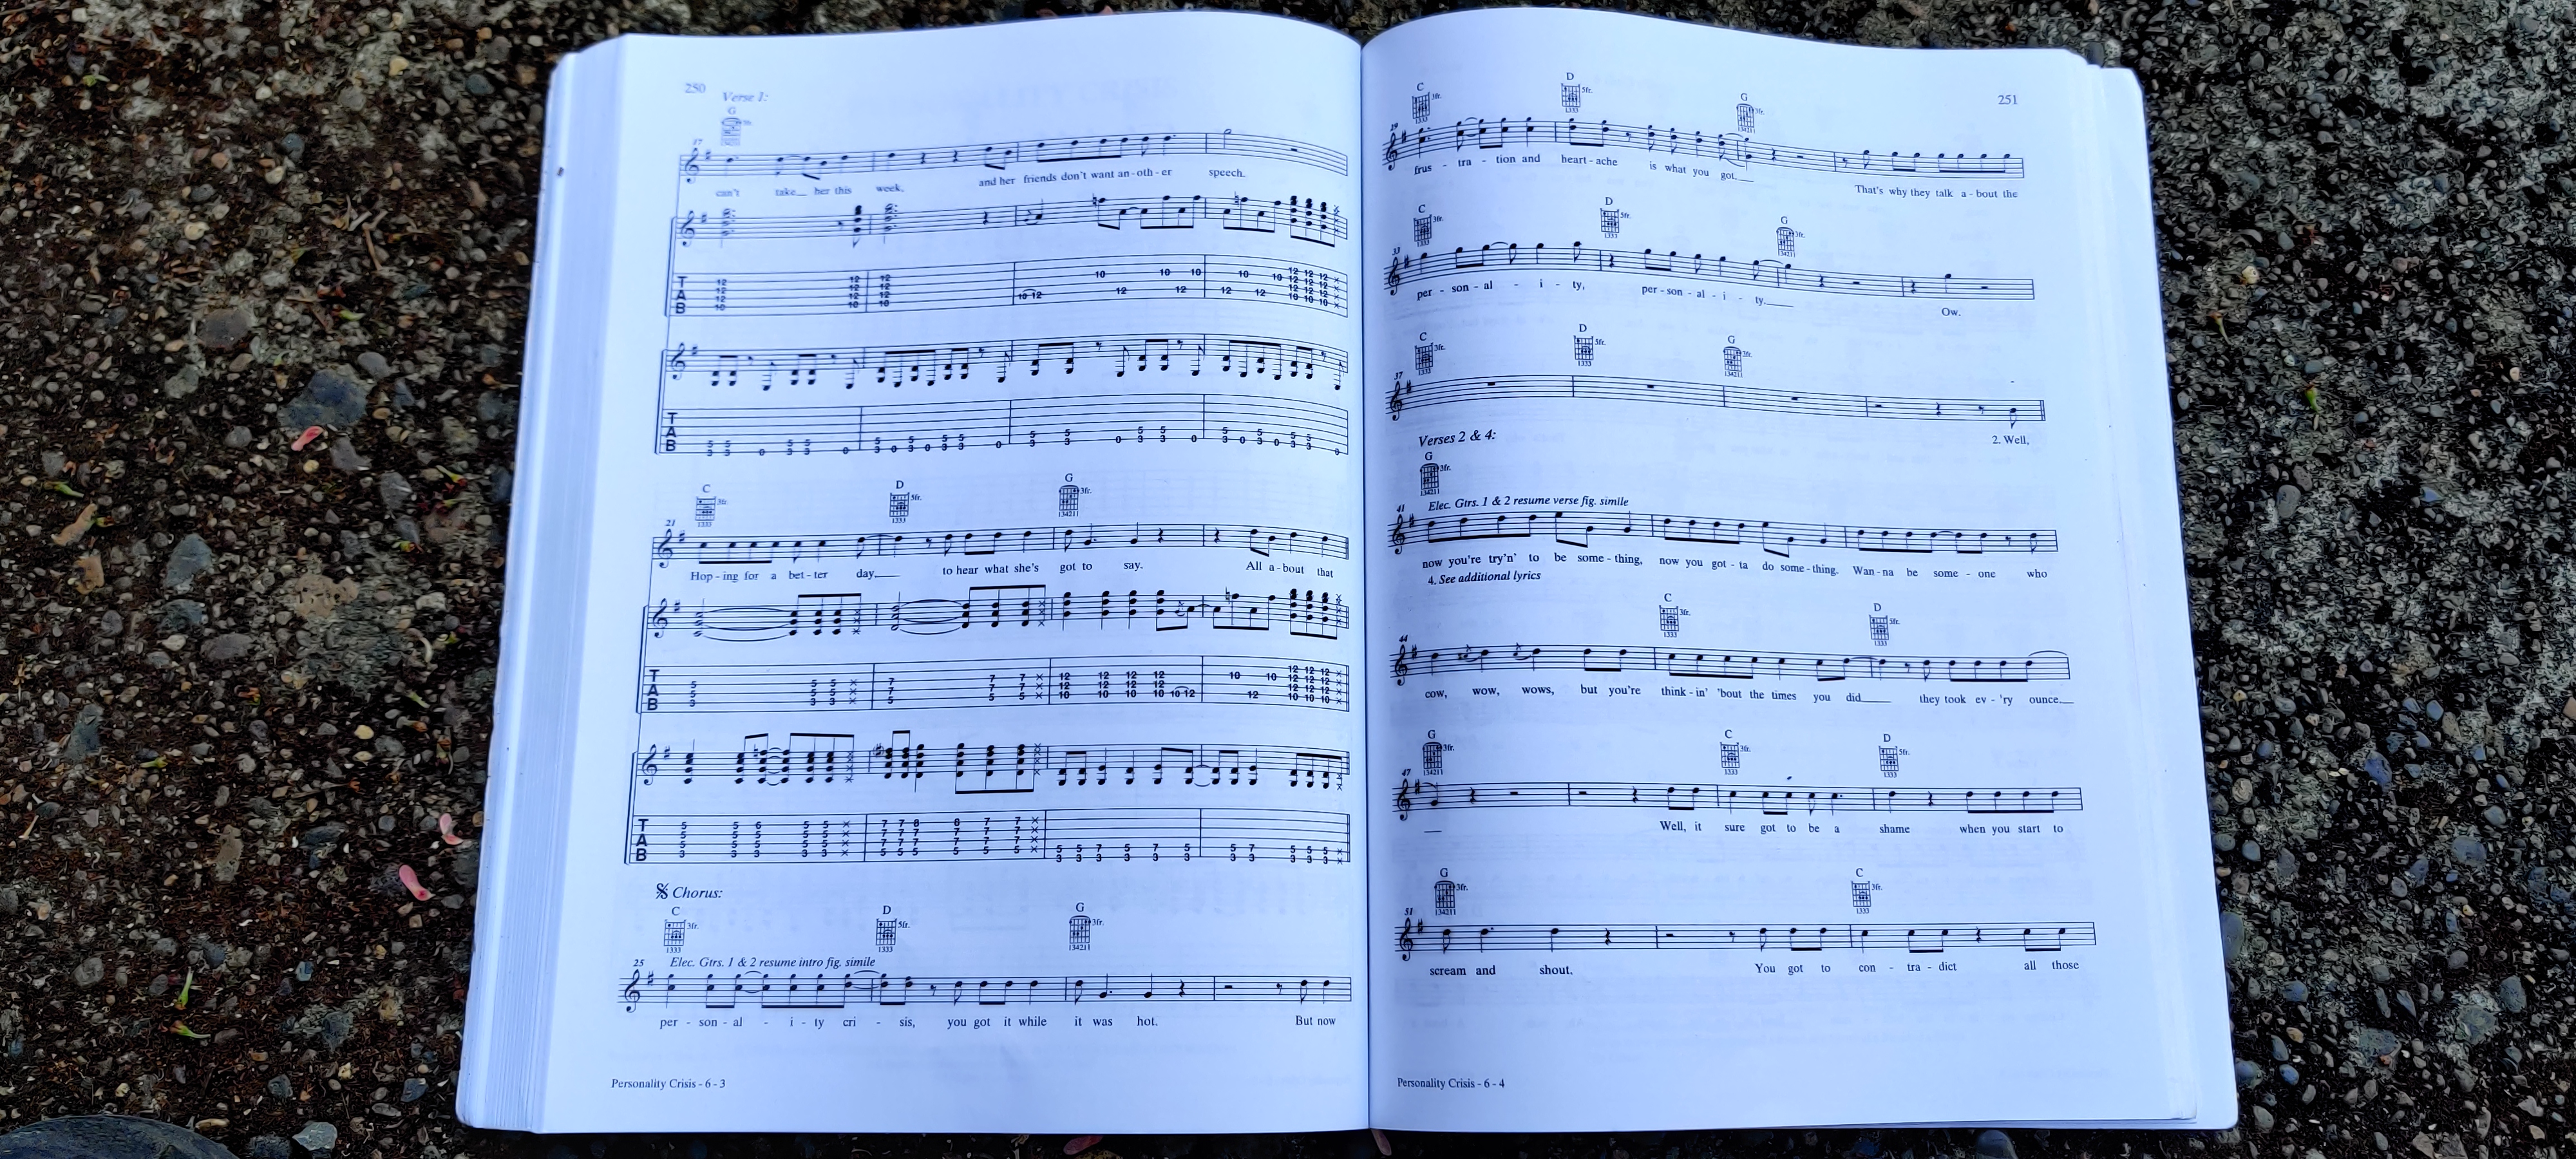 250
Verse 1:
G
17
can't take her this week, and her friends don't want an - oth - er speech.
C D G
21
Hop - ing for a bet - ter day to hear what she's got to say. All a - bout that
Chorus:
C D G
25
Elec. Gtrs. 1 & 2 resume intro fig. simile
per - son - al - i - ty cri - sis, you got it while it was hot. But now
Personality Crisis - 6 - 3
251
C D G
29
frus - tra - tion and heart - ache is what you got. That's why they talk a - bout the
C D G
33
per - son - al - i - ty, per - son - al - i - ty. Ow.
C D G
37
2. Well,
Verses 2 & 4:
G
Elec. Gtrs. 1 & 2 resume verse fig. simile
41
now you're tryn' to be some - thing, now you got - ta do some - thing. Wan - na be some - one who
4. See additional lyrics
C D
44
cow, wow, wows, but you're think - in' 'bout the times you did they took ev - 'ry ounce
G C D
47
Well, it sure got to be a shame when you start to
G C
51
scream and shout. You got to con - tra - dict all those
Personality Crisis - 6 - 4